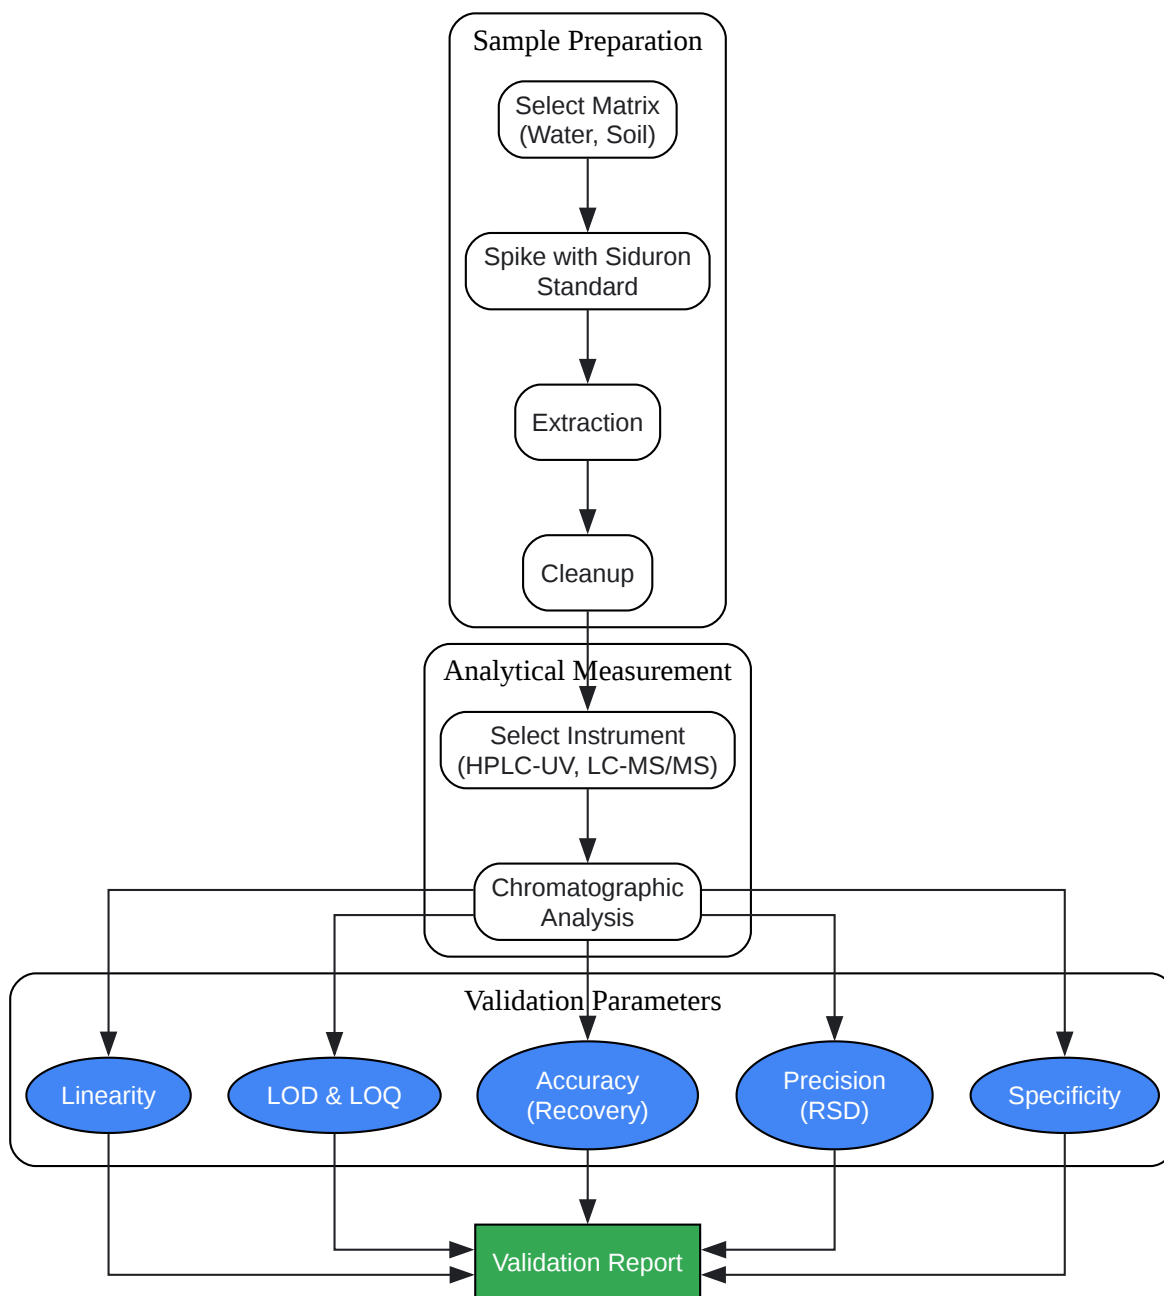 Sample Preparation
Select Matrix
(Water, Soil)
Spike with Siduron
Standard
Extraction
Cleanup
Analytical Measurement
Select Instrument
(HPLC-UV, LC-MS/MS)
Chromatographic
Analysis
Validation Parameters
Linearity
LOD & LOQ
Accuracy
(Recovery)
Precision
(RSD)
Specificity
Validation Report